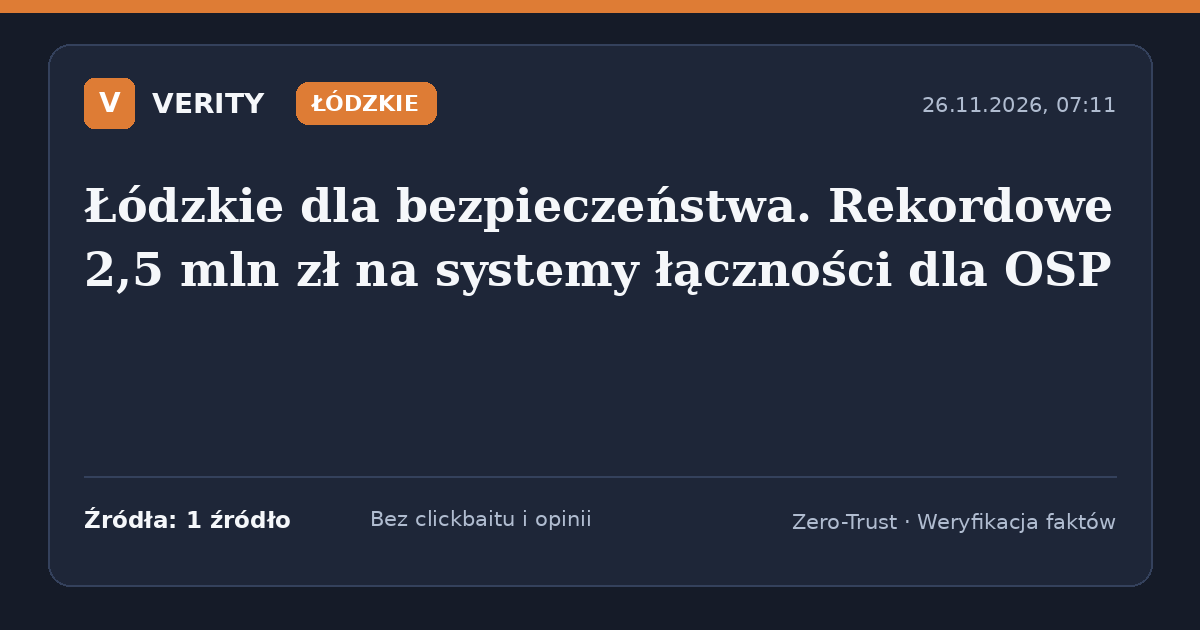 V VERITY ŁÓDZKIE 26.11.2026, 07:11
Łódzkie dla bezpieczeństwa. Rekordowe
2,5 mln zł na systemy łączności dla OSP
Źródła: 1 źródło Bez clickbaitu i opinii Zero-Trust · Weryfikacja faktów